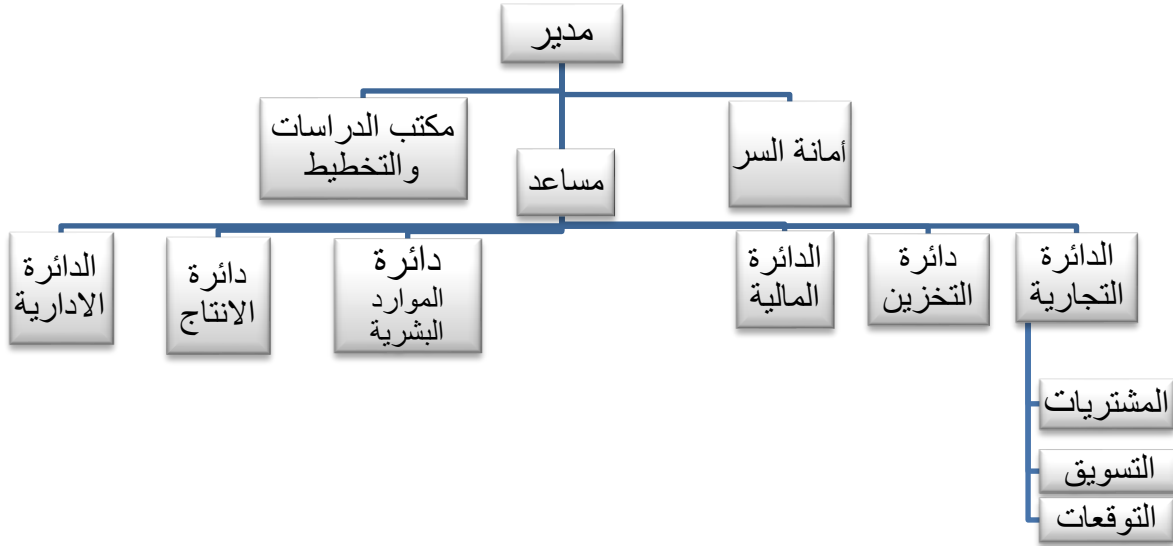 مدير
أمانة السر
مكتب الدراسات
والتخطيط
مساعد
الدائرة
التجارية
دائرة
التخزين
الدائرة
المالية
دائرة
الموارد
البشرية
دائرة
الانتاج
الدائرة
الادارية
المشتريات
التسويق
التوقعات